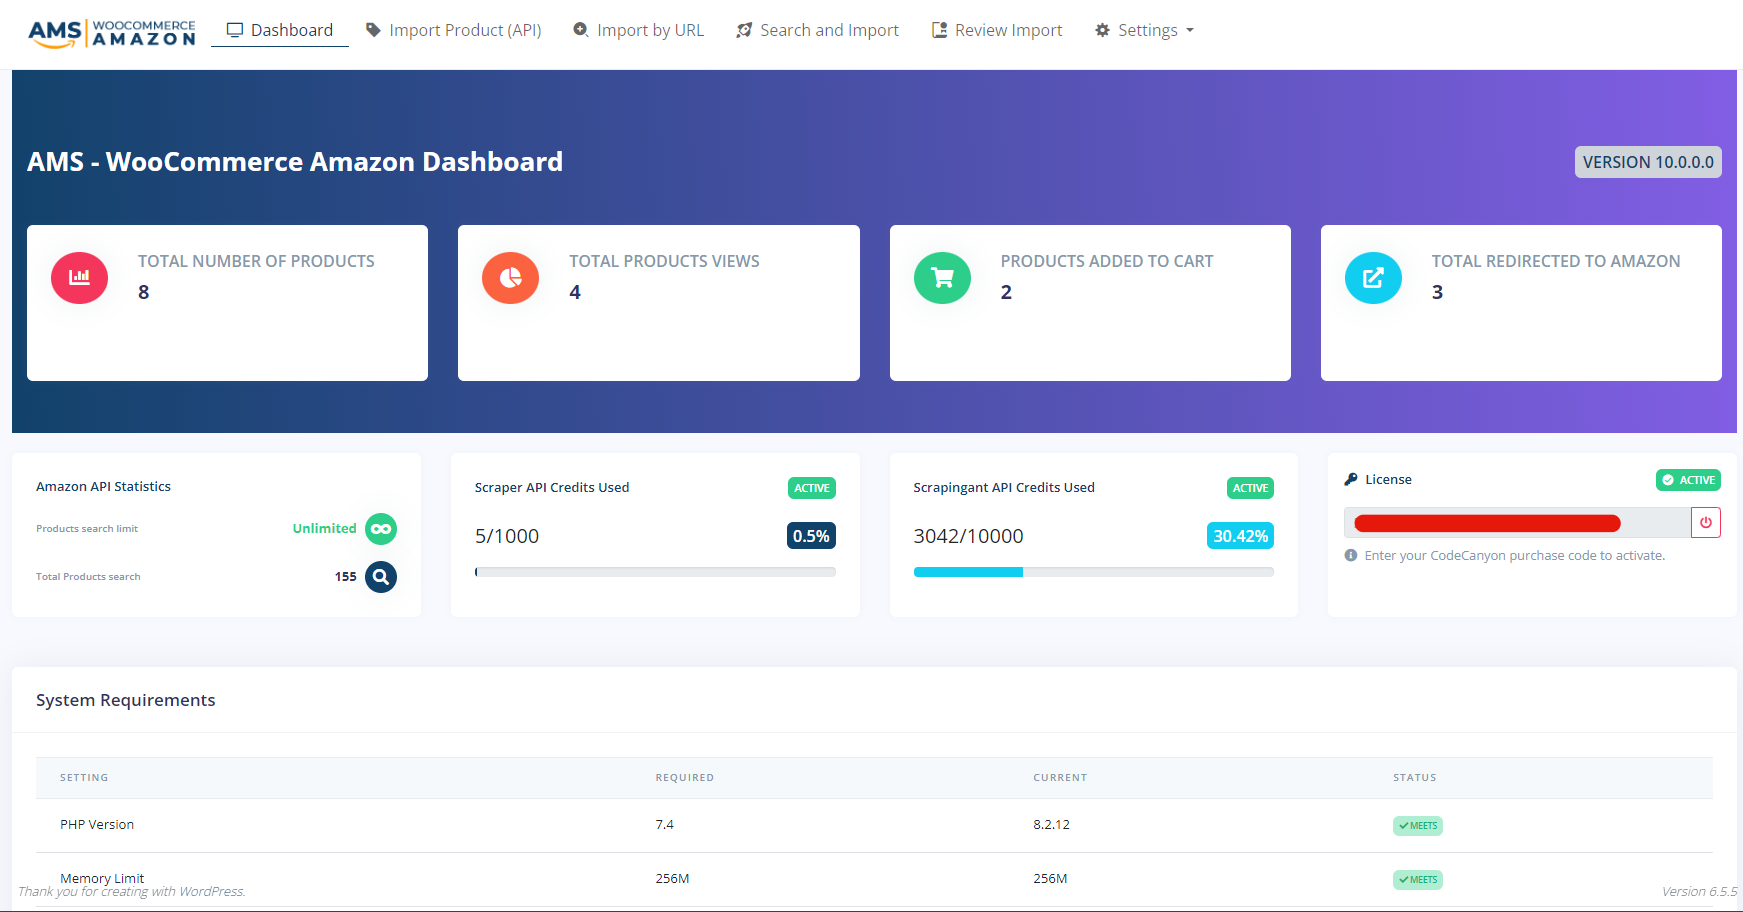 AMS WOOCOMMERCE AMAZON
Dashboard
Import Product (API)
Import by URL
Search and Import
Review Import
Settings
AMS - WooCommerce Amazon Dashboard
VERSION 10.0.0.0
TOTAL NUMBER OF PRODUCTS
8
TOTAL PRODUCTS VIEWS
4
PRODUCTS ADDED TO CART
2
TOTAL REDIRECTED TO AMAZON
3
Amazon API Statistics
Products search limit
Unlimited
Total Products search
155
Scraper API Credits Used
ACTIVE
5/1000
0.5%
Scrapingant API Credits Used
ACTIVE
3042/10000
30.42%
License
ACTIVE
Enter your CodeCanyon purchase code to activate.
System Requirements
SETTING REQUIRED CURRENT STATUS
PHP Version 7.4 8.2.12 MEETS
Memory Limit 256M 256M MEETS
Thank you for creating with WordPress.
Version 6.5.5